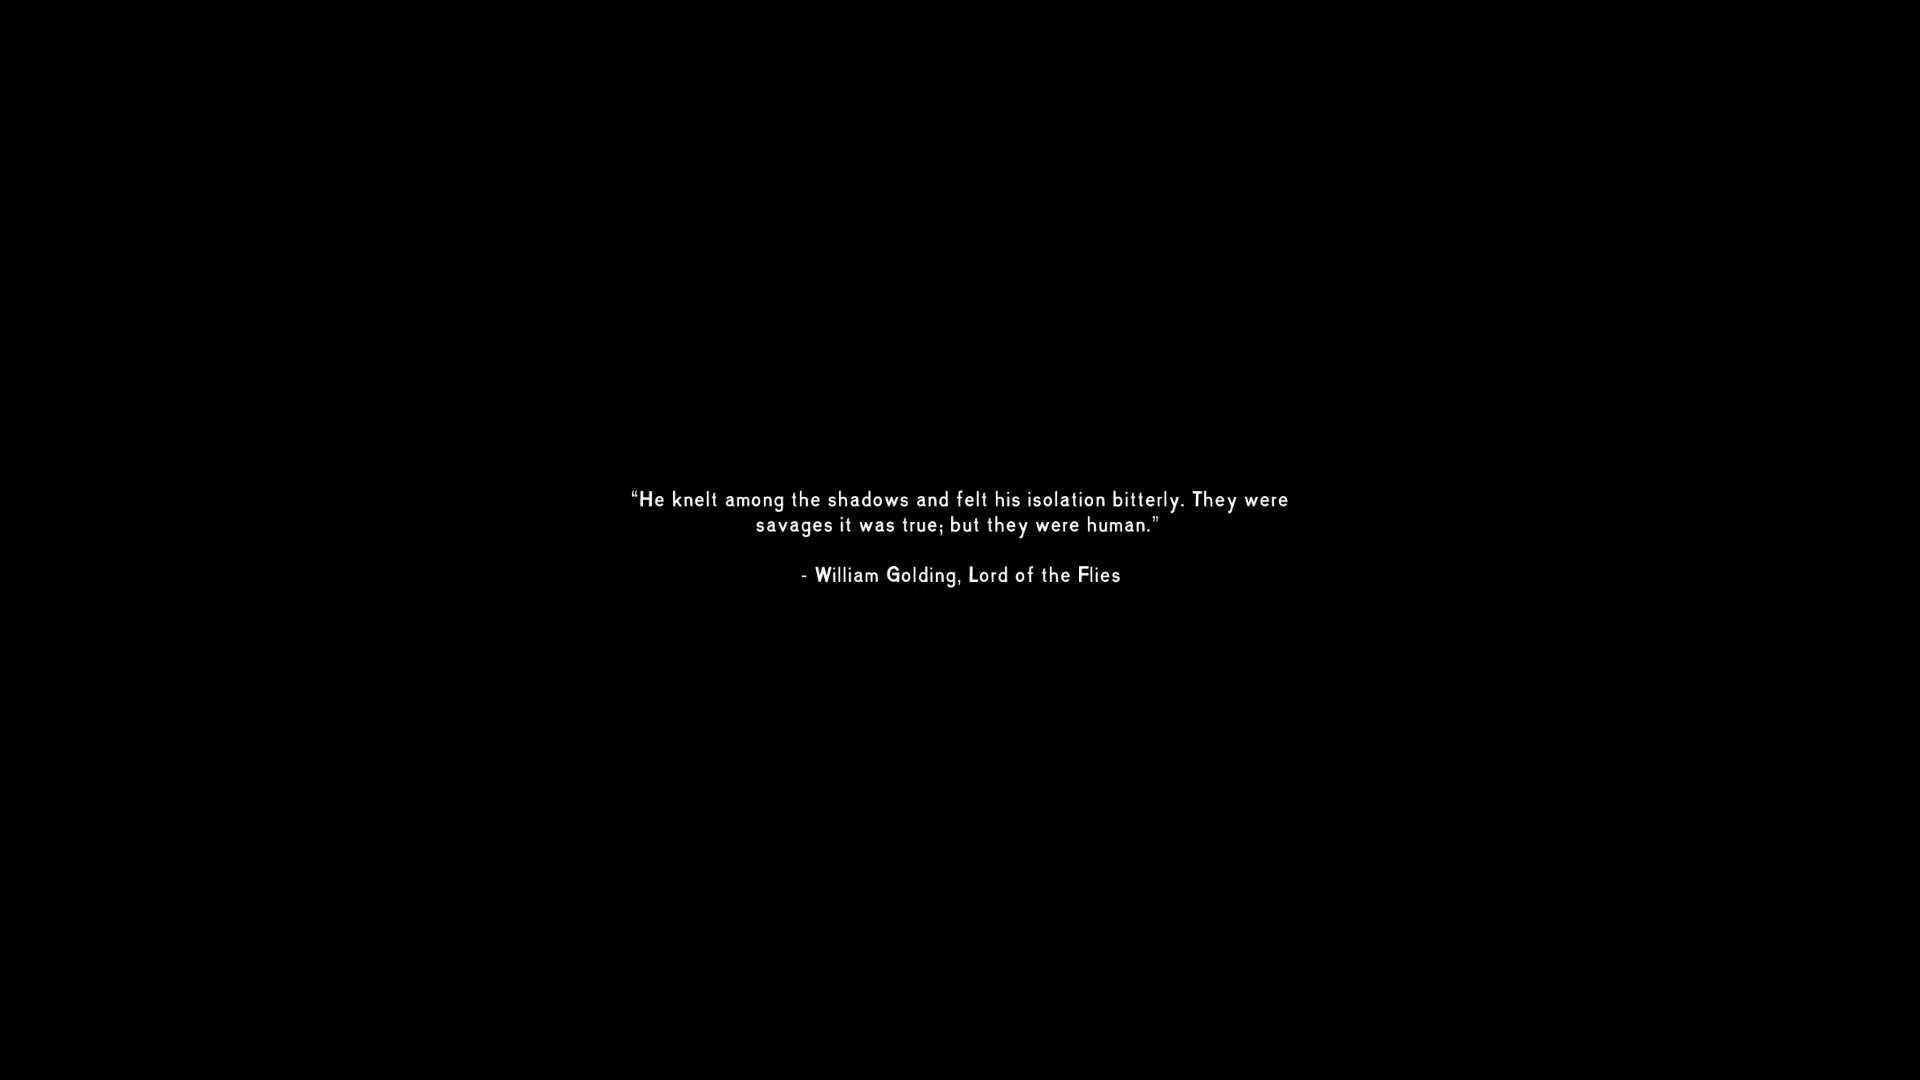 “He knelt among the shadows and felt his isolation bitterly. They were
savages it was true; but they were human.”
- William Golding, Lord of the Flies